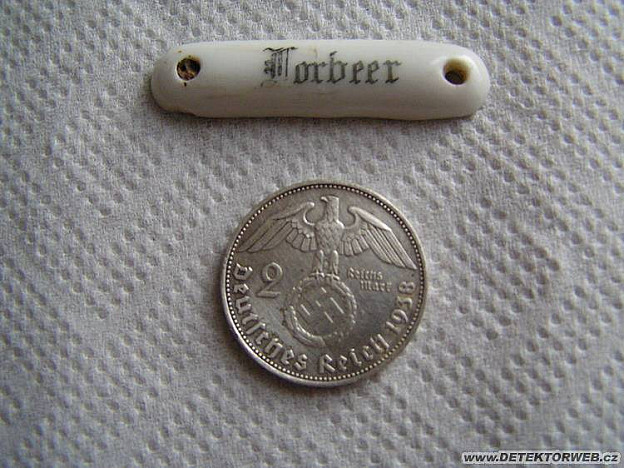 Lorbeer
2 Reichs
mark
Deutsches Reich 1938
www.DETEKTORWEB.cz